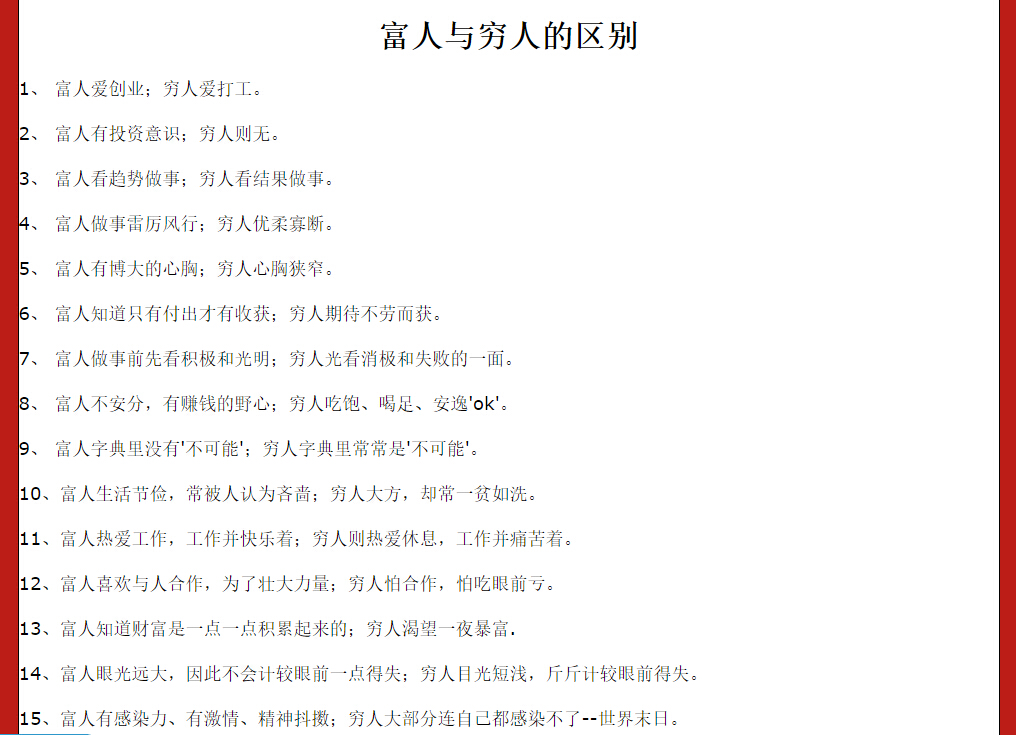 富人与穷人的区别
1、 富人爱创业；穷人爱打工。
2、 富人有投资意识；穷人则无。
3、 富人看趋势做事；穷人看结果做事。
4、 富人做事雷厉风行；穷人优柔寡断。
5、 富人有博大的心胸；穷人心胸狭窄。
6、 富人知道只有付出才有收获；穷人期待不劳而获。
7、 富人做事前先看积极和光明；穷人光看消极和失败的一面。
8、 富人不安分，有赚钱的野心；穷人吃饱、喝足、安逸'ok'。
9、 富人字典里没有'不可能'；穷人字典里常常是'不可能'。
10、富人生活节俭，常被人认为吝啬；穷人大方，却常一贫如洗。
11、富人热爱工作，工作并快乐着；穷人则热爱休息，工作并痛苦着。
12、富人喜欢与人合作，为了壮大力量；穷人怕合作，怕吃眼前亏。
13、富人知道财富是一点一点积累起来的；穷人渴望一夜暴富.
14、富人眼光远大，因此不会计较眼前一点得失；穷人目光短浅，斤斤计较眼前得失。
15、富人有感染力、有激情、精神抖擞；穷人大部分连自己都感染不了--世界末日。